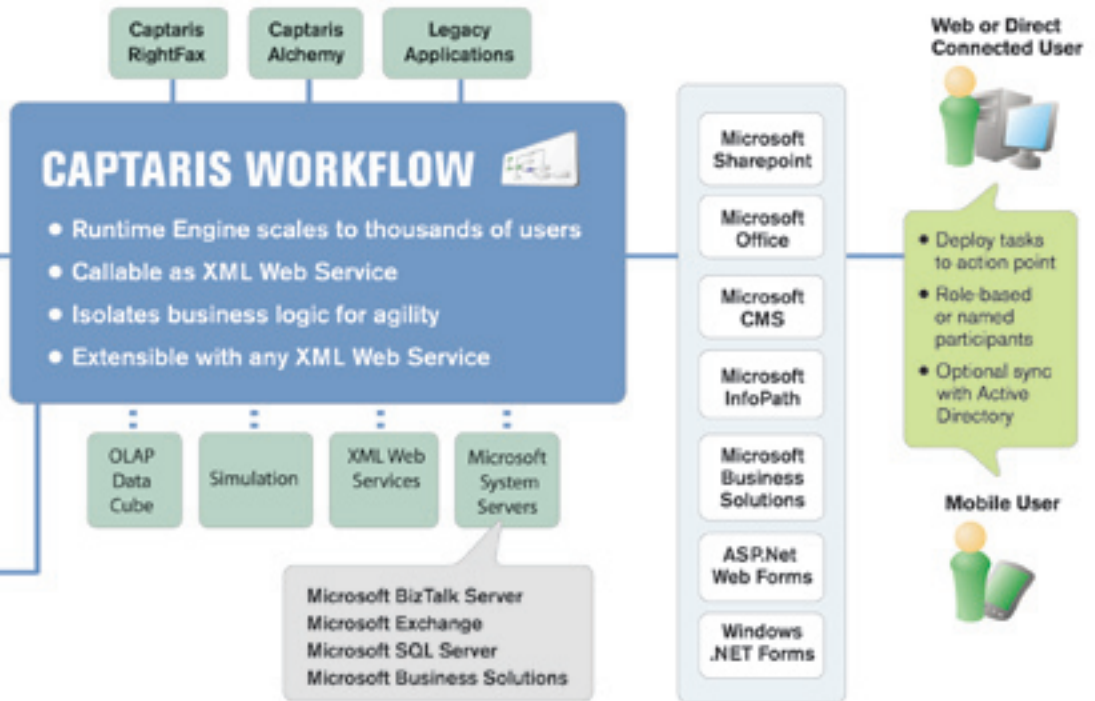 Captaris
RightFax
Captaris
Alchemy
Legacy
Applications
CAPTARIS WORKFLOW
• Runtime Engine scales to thousands of users
• Callable as XML Web Service
• Isolates business logic for agility
• Extensible with any XML Web Service
OLAP
Data
Cube
Simulation
XML Web
Services
Microsoft
System
Servers
Microsoft BizTalk Server
Microsoft Exchange
Microsoft SQL Server
Microsoft Business Solutions
Microsoft
Sharepoint
Microsoft
Office
Microsoft
CMS
Microsoft
InfoPath
Microsoft
Business
Solutions
ASP.Net
Web Forms
Windows
.NET Forms
Web or Direct
Connected User
• Deploy tasks
to action point
• Role-based
or named
participants
• Optional sync
with Active
Directory
Mobile User